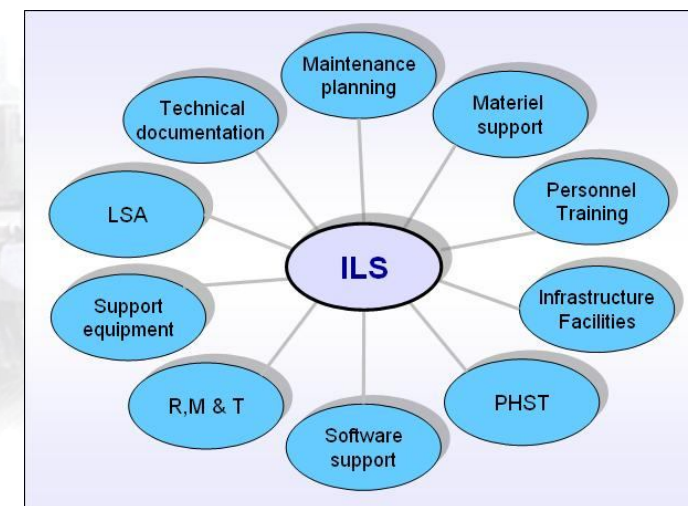 Maintenance
planning
Materiel
support
Technical
documentation
Personnel
Training
LSA
ILS
Infrastructure
Facilities
Support
equipment
R,M & T
PHST
Software
support